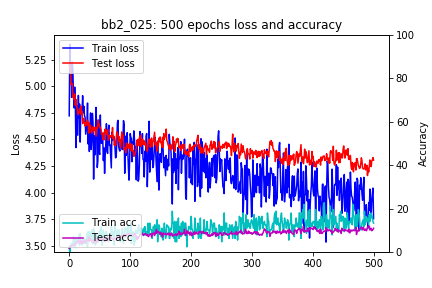 bb2_025: 500 epochs loss and accuracy
Train loss
Test loss
Train acc
Test acc
Loss
5.25
5.00
4.75
4.50
4.25
4.00
3.75
3.50
0
100
200
300
400
500
100
80
60
40
20
0
Accuracy